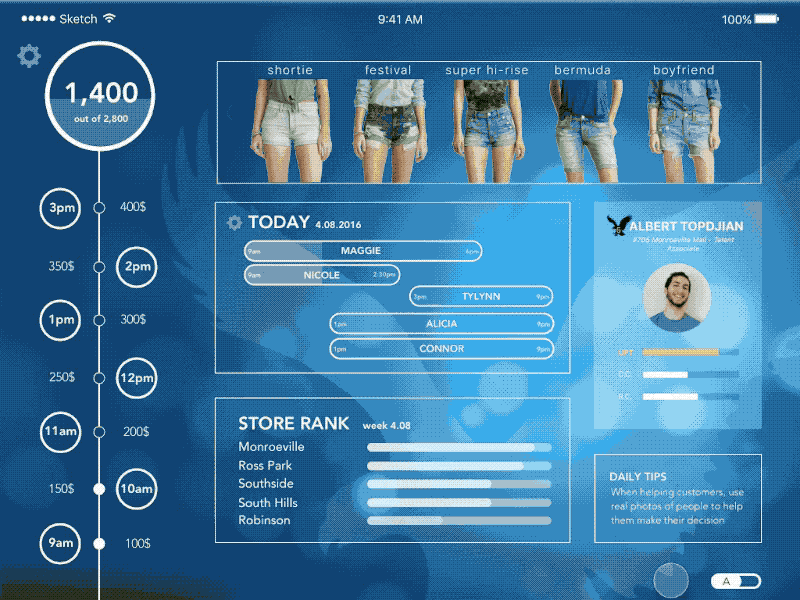 Sketch 9:41 AM 100%
1,400
out of 2,800
shortie festival super hi-rise bermuda boyfriend
3pm 400$
350$ 2pm
1pm 300$
250$ 12pm
11am 200$
150$ 10am
9am 100$
TODAY 4.08.2016
9am MAGGIE 6pm
9am NICOLE 2:30pm
3pm TYLYNN 9pm
1pm ALICIA 9pm
1pm CONNOR 9pm
ALBERT TOPDJIAN
#706 Monroeville Mall - Talent
Associate
UPT
D.C.
R.C.
STORE RANK week 4.08
Monroeville
Ross Park
Southside
South Hills
Robinson
DAILY TIPS
When helping customers, use
real photos of people to help
them make their decision
A